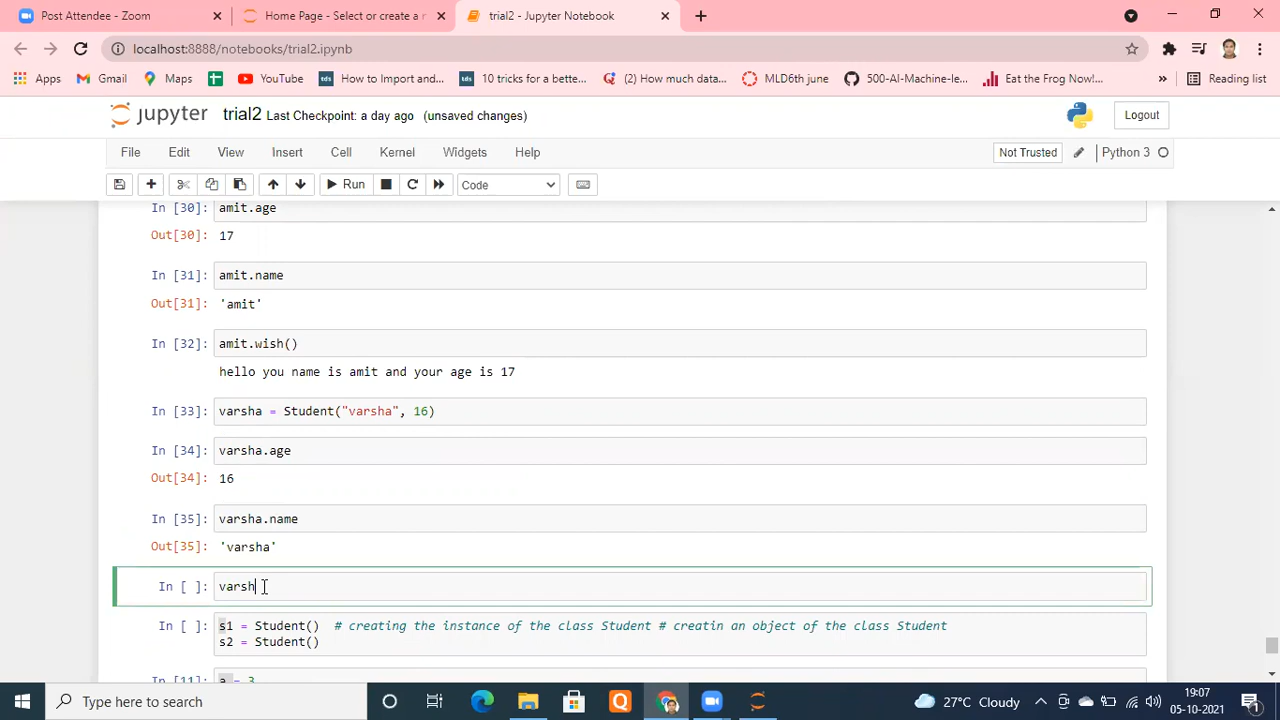 Post Attendee - Zoom
Home Page - Select or create a n
trial2 - Jupyter Notebook
localhost:8888/notebooks/trial2.ipynb
Apps
Gmail
Maps
YouTube
tds
How to Import and...
tds
10 tricks for a bette...
(2) How much data...
MLD6th june
500-AI-Machine-le...
Eat the Frog Now!...
»
Reading list
jupyter
trial2 Last Checkpoint: a day ago (unsaved changes)
Logout
File
Edit
View
Insert
Cell
Kernel
Widgets
Help
Not Trusted
Python 3
Run
Code
In [30]: amit.age
Out[30]: 17
In [31]: amit.name
Out[31]: 'amit'
In [32]: amit.wish()
hello you name is amit and your age is 17
In [33]: varsha = Student("varsha", 16)
In [34]: varsha.age
Out[34]: 16
In [35]: varsha.name
Out[35]: 'varsha'
In [ ]: varsh
In [ ]: s1 = Student()  # creating the instance of the class Student # creatin an object of the class Student
s2 = Student()
In [11]: a = 3
Type here to search
Q
27°C Cloudy
19:07
05-10-2021
1